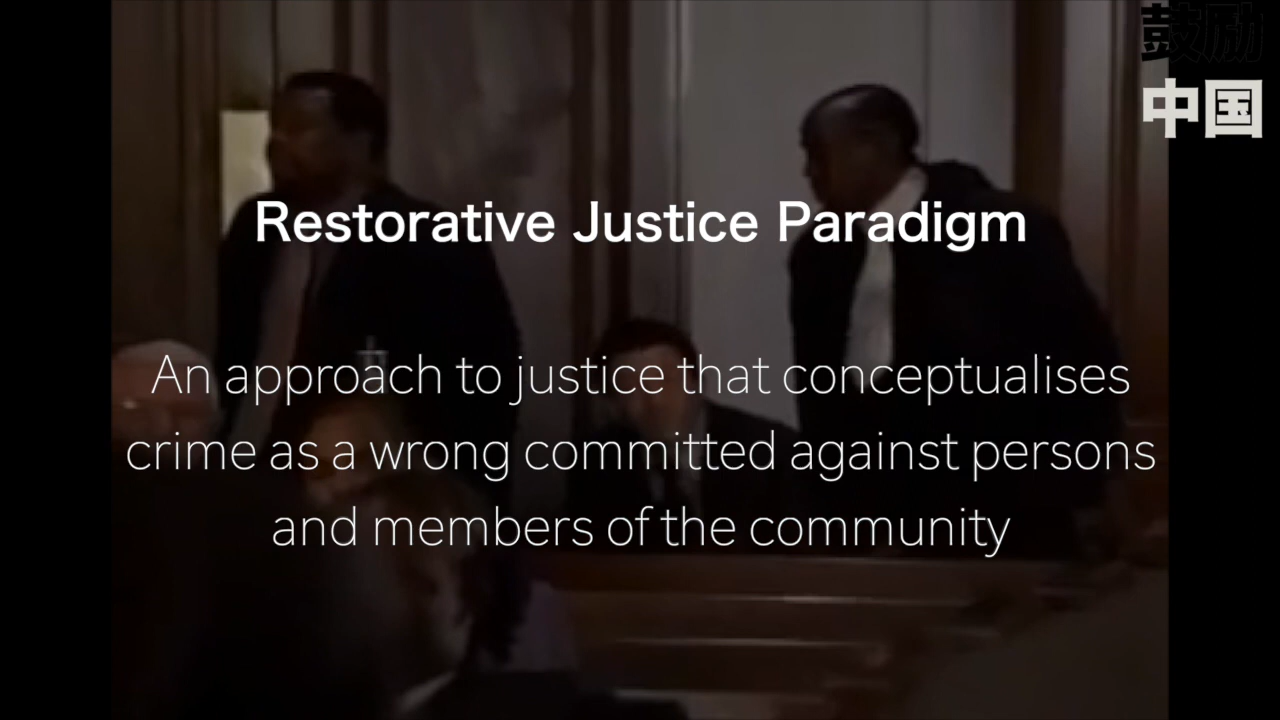 鼓励
中国
Restorative Justice Paradigm
An approach to justice that conceptualises
crime as a wrong committed against persons
and members of the community